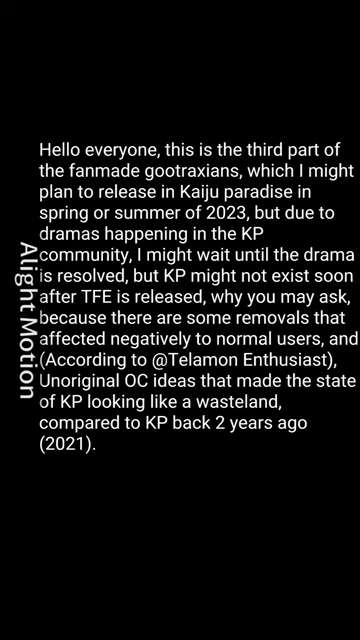 Hello everyone, this is the third part of
the fanmade gootraxians, which I might
plan to release in Kaiju paradise in
spring or summer of 2023, but due to
dramas happening in the KP
community, I might wait until the drama
is resolved, but KP might not exist soon
after TFE is released, why you may ask,
because there are some removals that
affected negatively to normal users, and
(According to @Telamon Enthusiast),
Unoriginal OC ideas that made the state
of KP looking like a wasteland,
compared to KP back 2 years ago
(2021).
Alight Motion